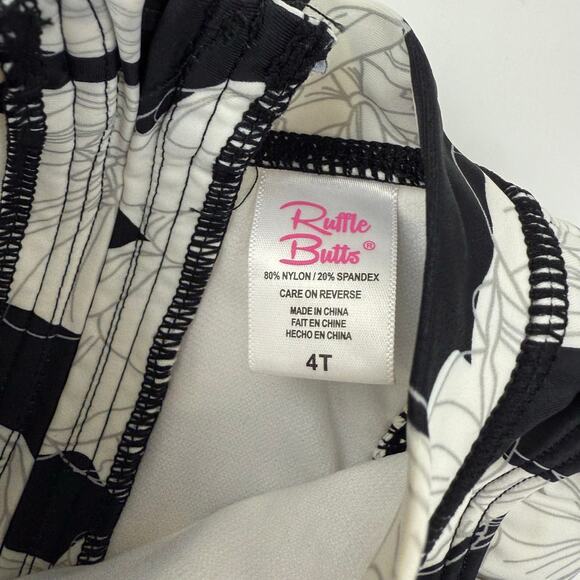 Ruffle
Butts®
80% NYLON / 20% SPANDEX
CARE ON REVERSE
MADE IN CHINA
FAIT EN CHINE
HECHO EN CHINA
4T